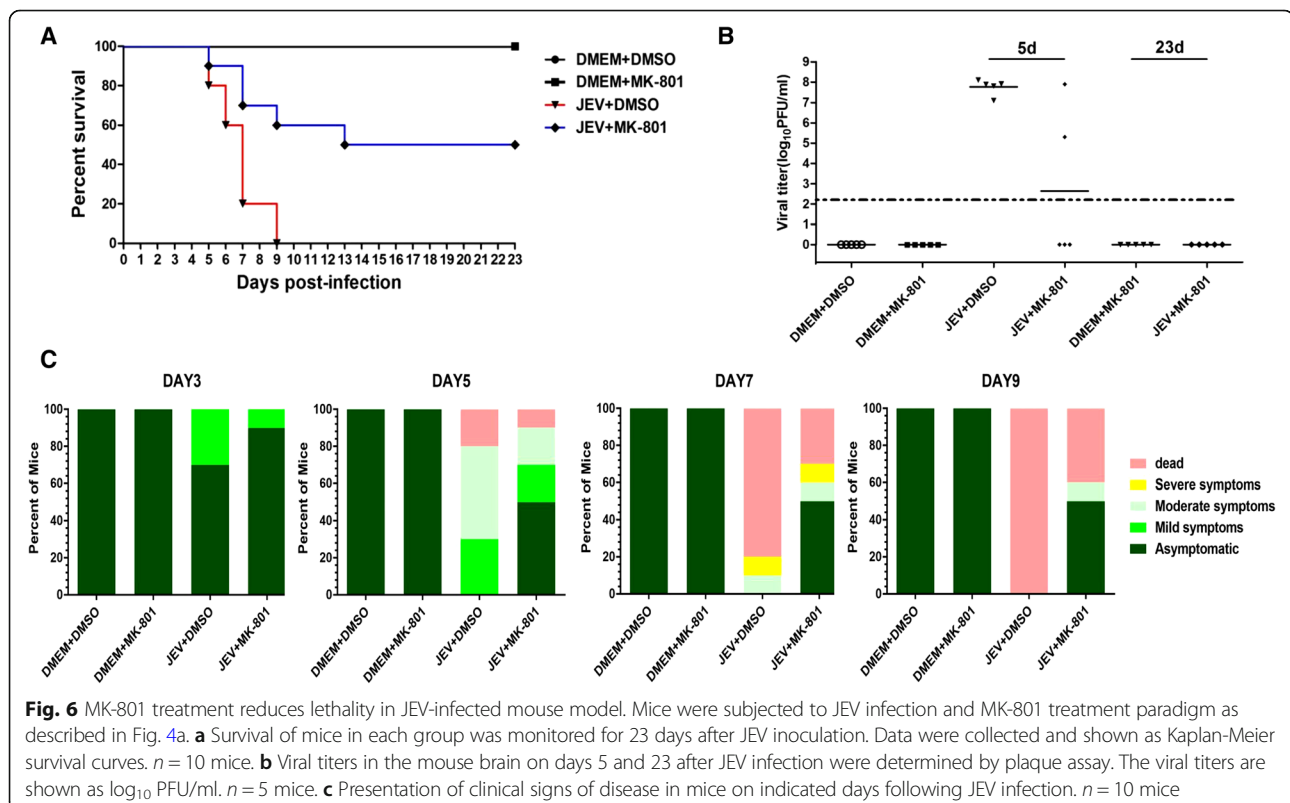 A
Percent survival
100
80
60
40
20
0
0 1 2 3 4 5 6 7 8 9 10 11 12 13 14 15 16 17 18 19 20 21 22 23
Days post-infection
DMEM+DMSO
DMEM+MK-801
JEV+DMSO
JEV+MK-801
B
5d
23d
Viral titer(log10PFU/ml)
9
8
7
6
5
4
3
2
1
0
DMEM+DMSO
DMEM+MK-801
JEV+DMSO
JEV+MK-801
DMEM+MK-801
JEV+MK-801
C
DAY3
Percent of Mice
100
80
60
40
20
0
DMEM+DMSO
DMEM+MK-801
JEV+DMSO
JEV+MK-801
DAY5
Percent of Mice
100
80
60
40
20
0
DMEM+DMSO
DMEM+MK-801
JEV+DMSO
JEV+MK-801
DAY7
Percent of Mice
100
80
60
40
20
0
DMEM+DMSO
DMEM+MK-801
JEV+DMSO
JEV+MK-801
DAY9
Percent of Mice
100
80
60
40
20
0
DMEM+DMSO
DMEM+MK-801
JEV+DMSO
JEV+MK-801
dead
Severe symptoms
Moderate symptoms
Mild symptoms
Asymptomatic
Fig. 6 MK-801 treatment reduces lethality in JEV-infected mouse model. Mice were subjected to JEV infection and MK-801 treatment paradigm as
described in Fig. 4a. a Survival of mice in each group was monitored for 23 days after JEV inoculation. Data were collected and shown as Kaplan-Meier
survival curves. n = 10 mice. b Viral titers in the mouse brain on days 5 and 23 after JEV infection were determined by plaque assay. The viral titers are
shown as log10 PFU/ml. n = 5 mice. c Presentation of clinical signs of disease in mice on indicated days following JEV infection. n = 10 mice